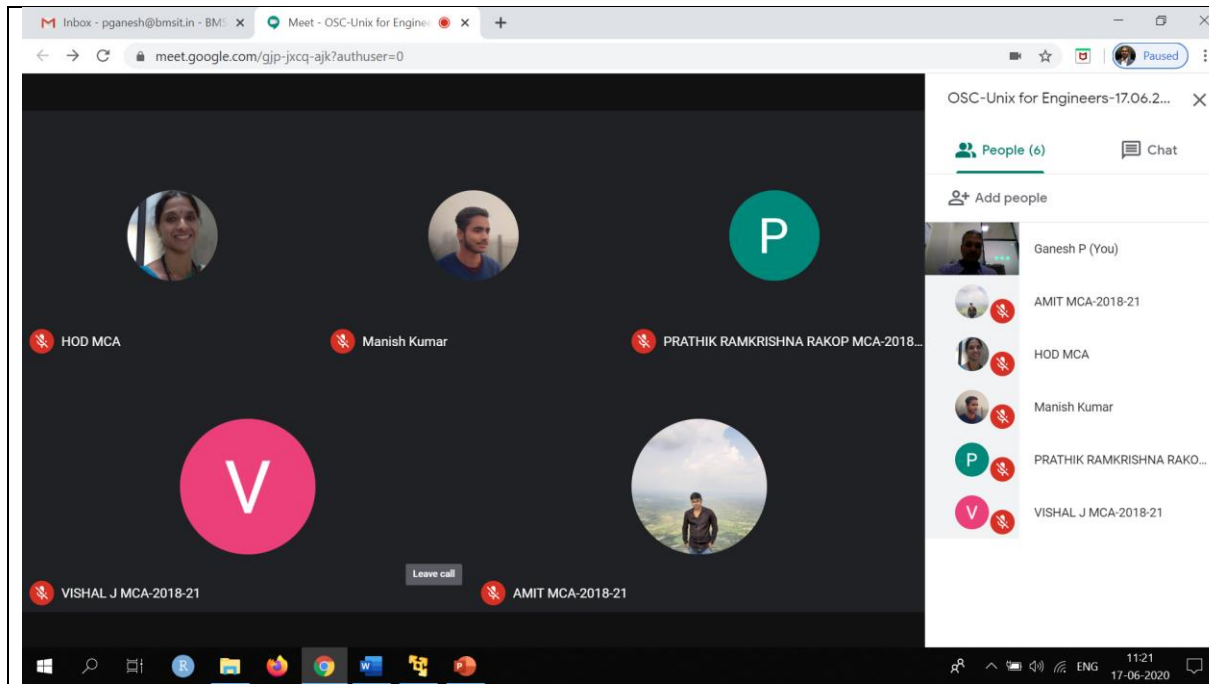 Inbox - pganesh@bmsit.in - BMS
Meet - OSC-Unix for Enginee
meet.google.com/gjp-jxcq-ajk?authuser=0
Paused
OSC-Unix for Engineers-17.06.2...
People (6)
Chat
Add people
Ganesh P (You)
AMIT MCA-2018-21
HOD MCA
Manish Kumar
P
PRATHIK RAMKRISHNA RAKO...
V
VISHAL J MCA-2018-21
P
HOD MCA
Manish Kumar
PRATHIK RAMKRISHNA RAKOP MCA-2018...
V
Leave call
VISHAL J MCA-2018-21
AMIT MCA-2018-21
R
W
P
ENG
11:21
17-06-2020